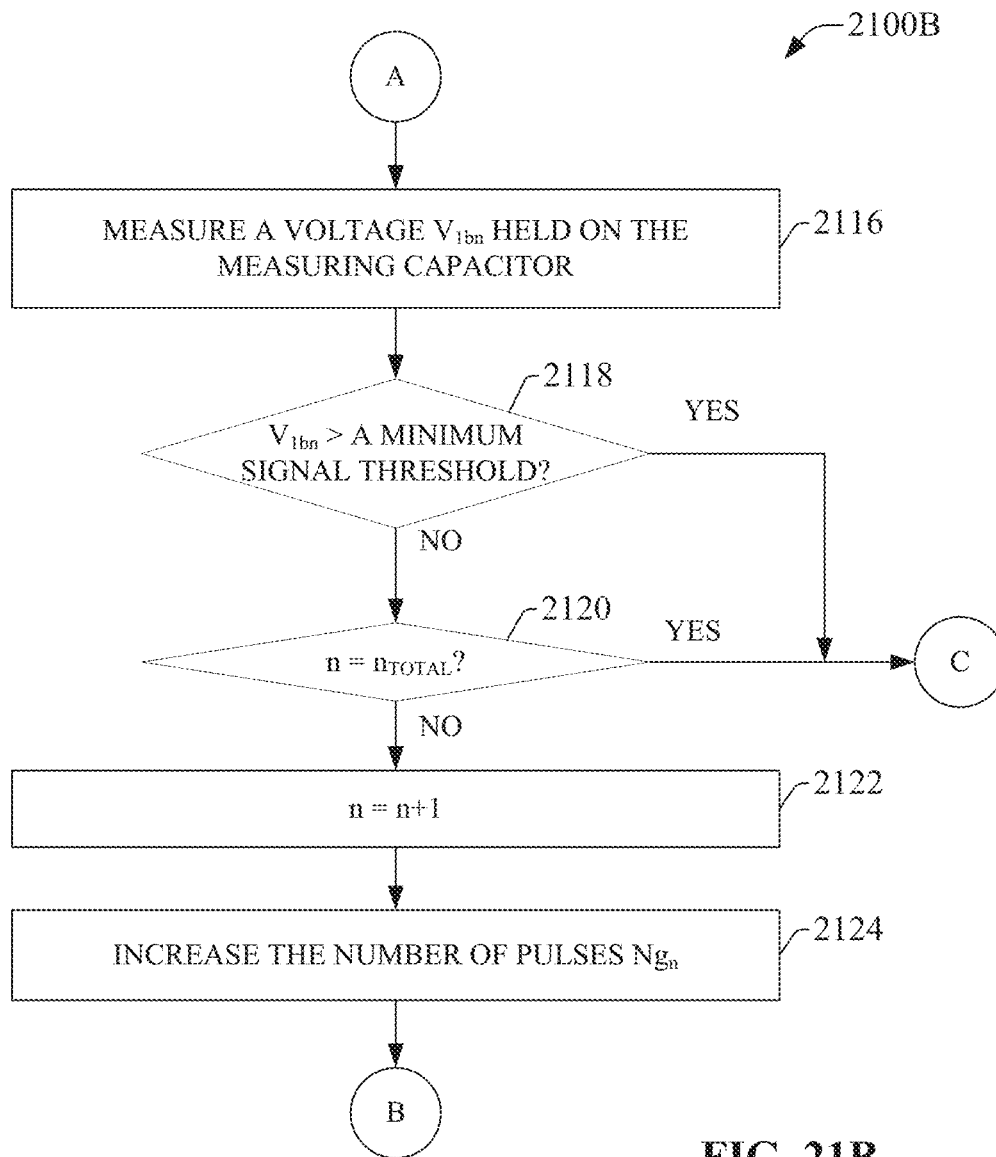 2100B
A
MEASURE A VOLTAGE V1bn HELD ON THE
MEASURING CAPACITOR
2116
2118
V1bn > A MINIMUM
SIGNAL THRESHOLD?
YES
NO
2120
n = nTOTAL?
YES
C
NO
n = n+1
2122
INCREASE THE NUMBER OF PULSES Ngn
2124
B
FIG. 21B